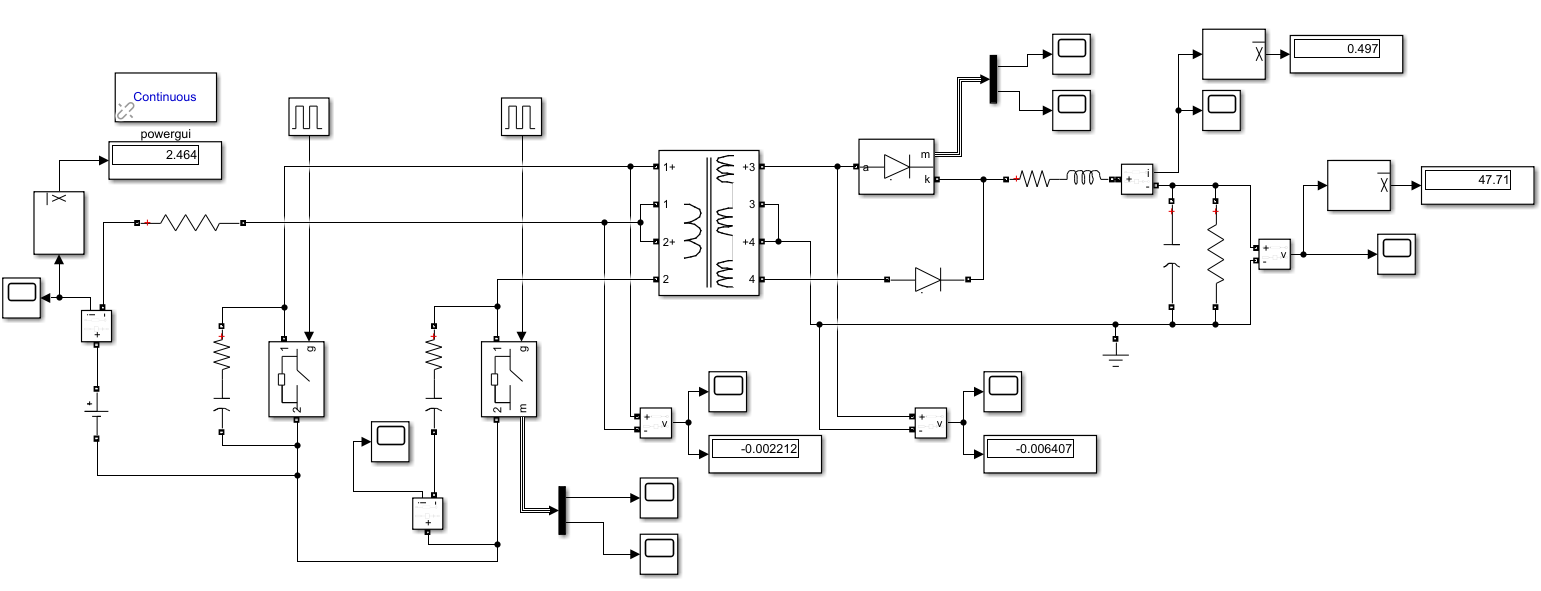 Continuous
powergui
2.464
0.497
47.71
1+
1
2+
2
+3
3
+4
4
a
m
k
+
i
-
+
-
v
1
g
2
1
g
2
m
i
+
i
+
+
-
v
-0.002212
+
-
v
-0.006407